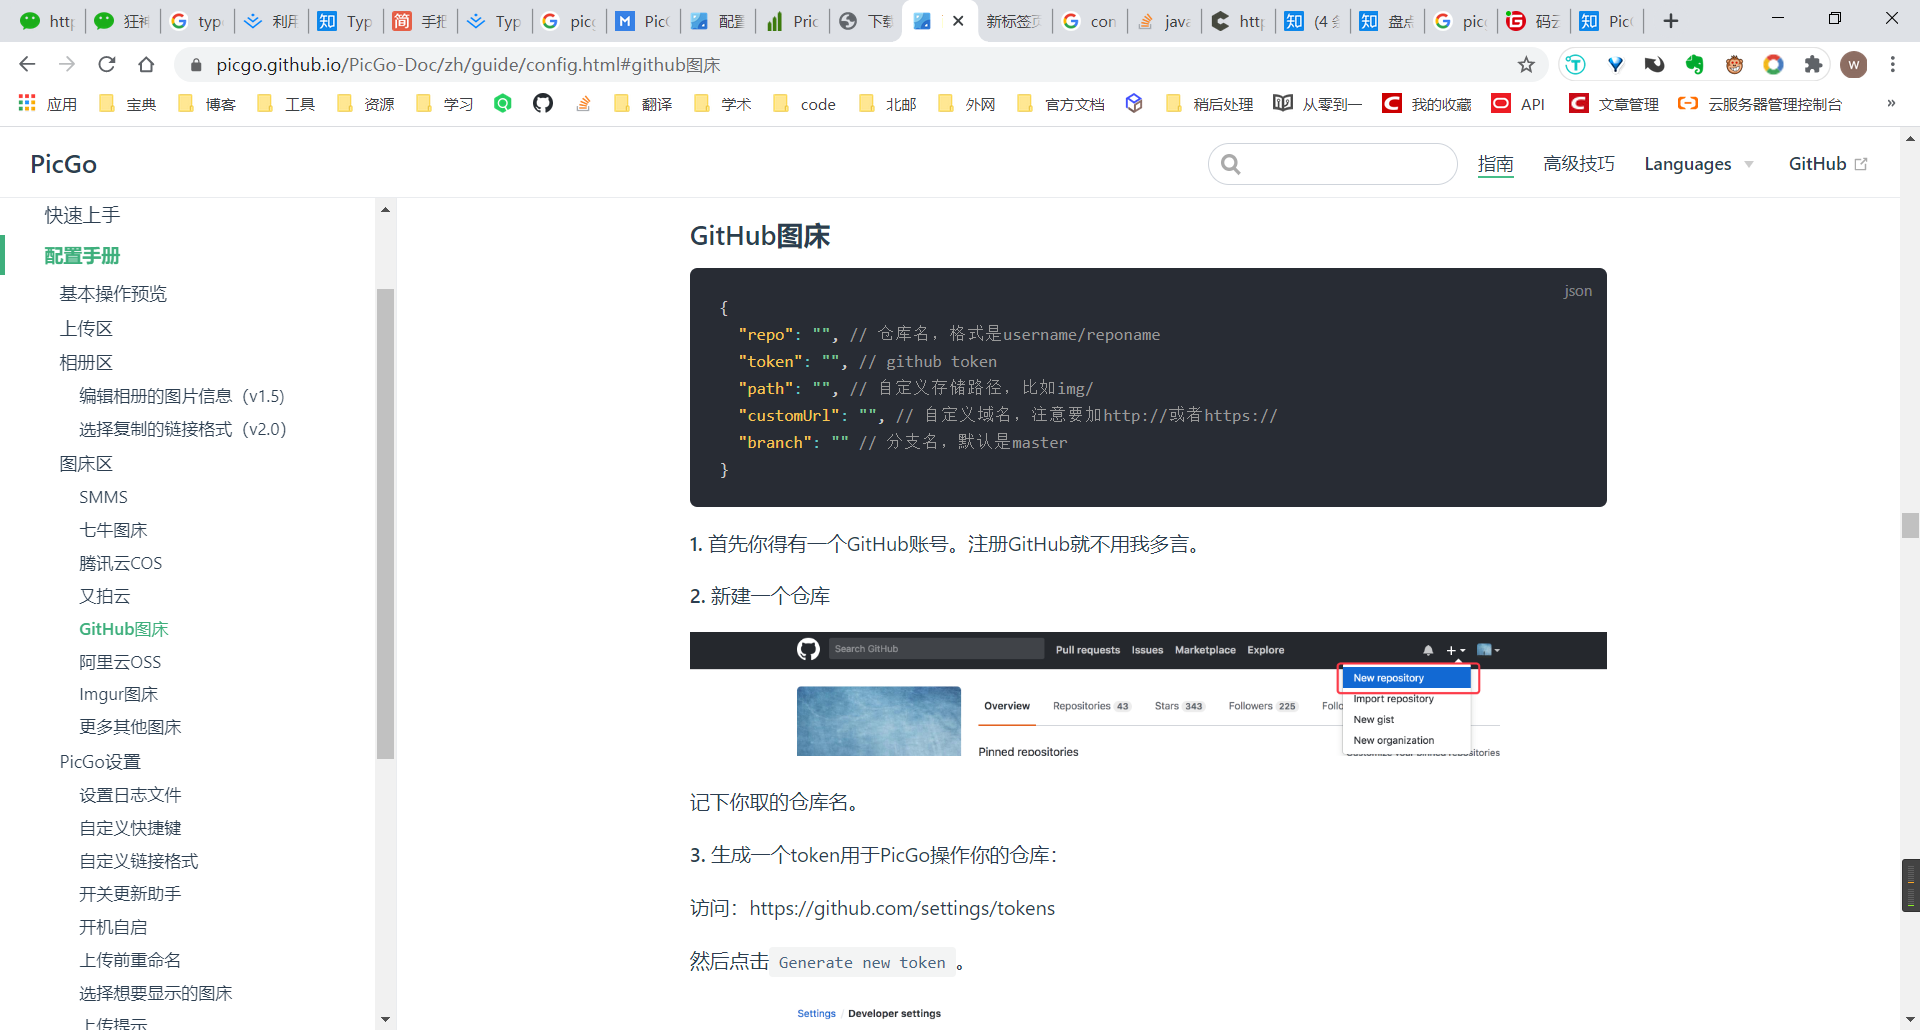 http
狂神
type
利用
Typ
手把
Typ
picg
PicG
配置
Pric
下载
新标签页
con
java
http
(4 条
盘点
picg
码云
PicG
picgo.github.io/PicGo-Doc/zh/guide/config.html#github图床
W
应用
宝典
博客
工具
资源
学习
翻译
学术
code
北邮
外网
官方文档
稍后处理
从零到一
我的收藏
API
文章管理
云服务器管理控制台
»
PicGo
指南
高级技巧
Languages
GitHub
快速上手
配置手册
基本操作预览
上传区
相册区
编辑相册的图片信息（v1.5）
选择复制的链接格式（v2.0）
图床区
SMMS
七牛图床
腾讯云COS
又拍云
GitHub图床
阿里云OSS
Imgur图床
更多其他图床
PicGo设置
设置日志文件
自定义快捷键
自定义链接格式
开关更新助手
开机自启
上传前重命名
选择想要显示的图床
上传提示
GitHub图床
json
{
"repo": "", // 仓库名，格式是username/reponame
"token": "", // github token
"path": "", // 自定义存储路径，比如img/
"customUrl": "", // 自定义域名，注意要加http://或者https://
"branch": "" // 分支名，默认是master
}
1. 首先你得有一个GitHub账号。注册GitHub就不用我多言。
2. 新建一个仓库
Search GitHub
Pull requests
Issues
Marketplace
Explore
New repository
Import repository
New gist
New organization
Overview
Repositories 43
Stars 343
Followers 225
Follo
Pinned repositories
Customize your pinned repositories
记下你取的仓库名。
3. 生成一个token用于PicGo操作你的仓库：
访问：https://github.com/settings/tokens
然后点击 Generate new token 。
Settings / Developer settings